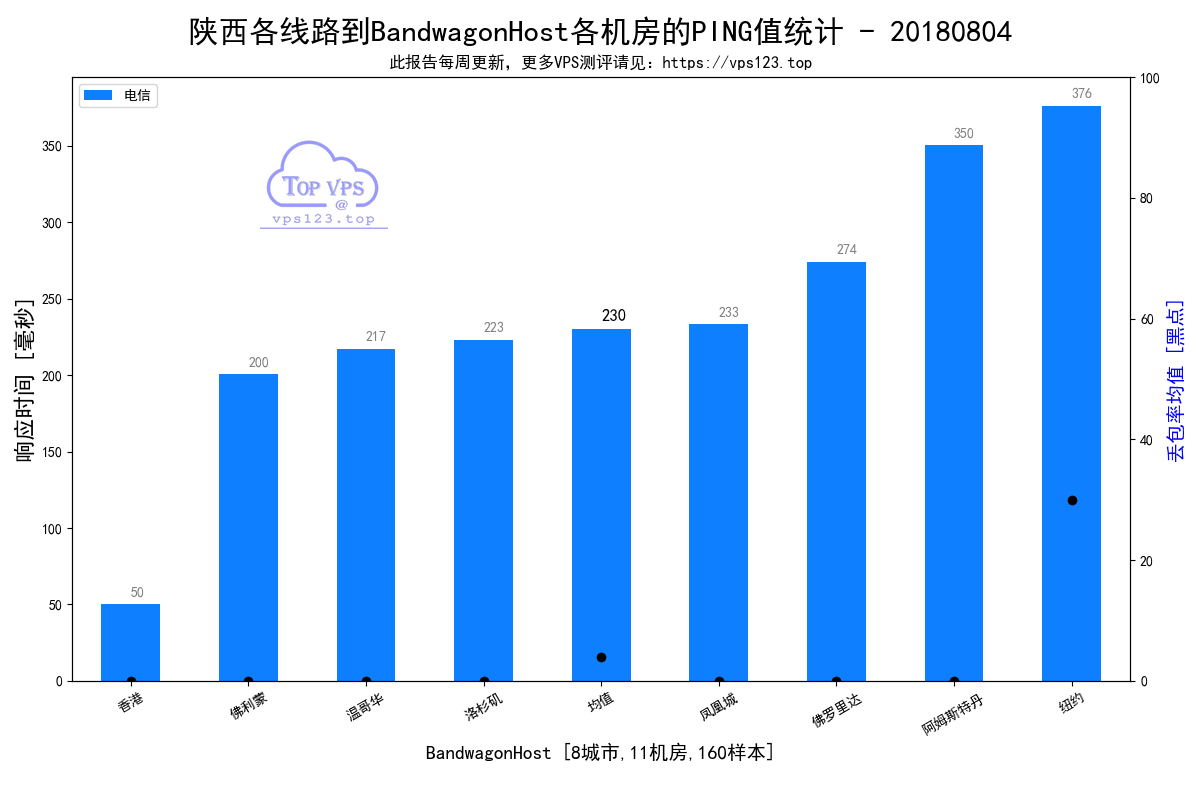 陕西各线路到BandwagonHost各机房的PING值统计 - 20180804
此报告每周更新，更多VPS测评请见：https://vps123.top
电信
TOP VPS
@
vps123.top
响应时间 [毫秒]
350
300
250
200
150
100
50
0
50
200
217
223
230
233
274
350
376
100
80
60
40
20
0
丢包率均值 [黑点]
香港
佛利蒙
温哥华
洛杉矶
均值
凤凰城
佛罗里达
阿姆斯特丹
纽约
BandwagonHost [8城市,11机房,160样本]